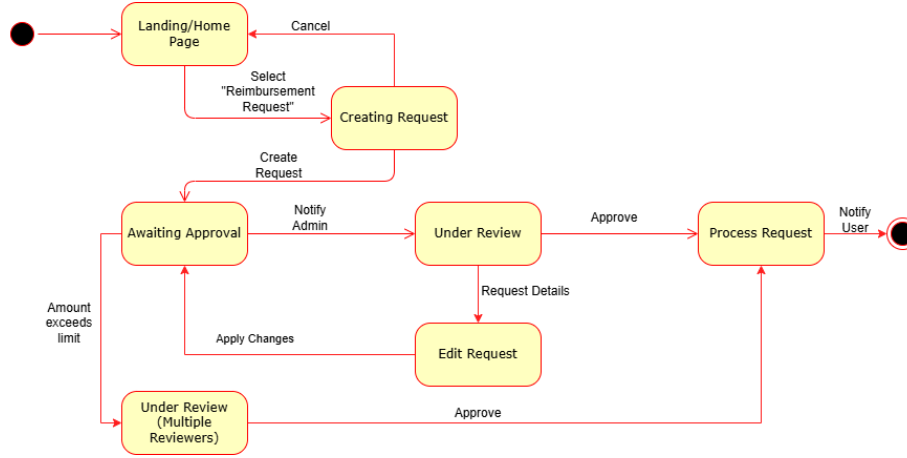 Landing/Home
Page
Cancel
Select
"Reimbursement
Request"
Creating Request
Create
Request
Awaiting Approval
Notify
Admin
Under Review
Approve
Process Request
Notify
User
Request Details
Amount
exceeds
limit
Apply Changes
Edit Request
Under Review
(Multiple
Reviewers)
Approve